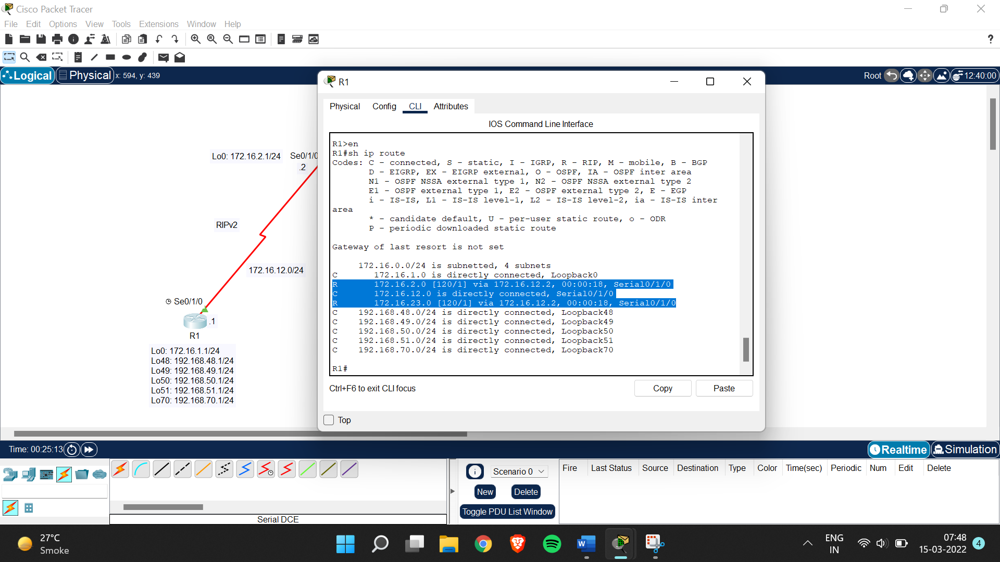 Cisco Packet Tracer
File Edit Options View Tools Extensions Window Help
?
Logical Physical x: 594, y: 439
Root 12:40:00
Lo0: 172.16.2.1/24 Se0/1/0
.2
RIPv2
172.16.12.0/24
Se0/1/0
.1
R1
Lo0: 172.16.1.1/24
Lo48: 192.168.48.1/24
Lo49: 192.168.49.1/24
Lo50: 192.168.50.1/24
Lo51: 192.168.51.1/24
Lo70: 192.168.70.1/24
R1
Physical Config CLI Attributes
IOS Command Line Interface
R1>en
R1#sh ip route
Codes: C - connected, S - static, I - IGRP, R - RIP, M - mobile, B - BGP
D - EIGRP, EX - EIGRP external, O - OSPF, IA - OSPF inter area
N1 - OSPF NSSA external type 1, N2 - OSPF NSSA external type 2
E1 - OSPF external type 1, E2 - OSPF external type 2, E - EGP
i - IS-IS, L1 - IS-IS level-1, L2 - IS-IS level-2, ia - IS-IS inter
area
* - candidate default, U - per-user static route, o - ODR
P - periodic downloaded static route
Gateway of last resort is not set
172.16.0.0/24 is subnetted, 4 subnets
C 172.16.1.0 is directly connected, Loopback0
R 172.16.2.0 [120/1] via 172.16.12.2, 00:00:18, Serial0/1/0
C 172.16.12.0 is directly connected, Serial0/1/0
R 172.16.23.0 [120/1] via 172.16.12.2, 00:00:18, Serial0/1/0
C 192.168.48.0/24 is directly connected, Loopback48
C 192.168.49.0/24 is directly connected, Loopback49
C 192.168.50.0/24 is directly connected, Loopback50
C 192.168.51.0/24 is directly connected, Loopback51
C 192.168.70.0/24 is directly connected, Loopback70
R1#
Ctrl+F6 to exit CLI focus
Copy Paste
Top
Time: 00:25:13
Realtime Simulation
Scenario 0
New Delete
Toggle PDU List Window
Fire Last Status Source Destination Type Color Time(sec) Periodic Num Edit Delete
Serial DCE
27°C
Smoke
ENG
IN
07:48
15-03-2022
4